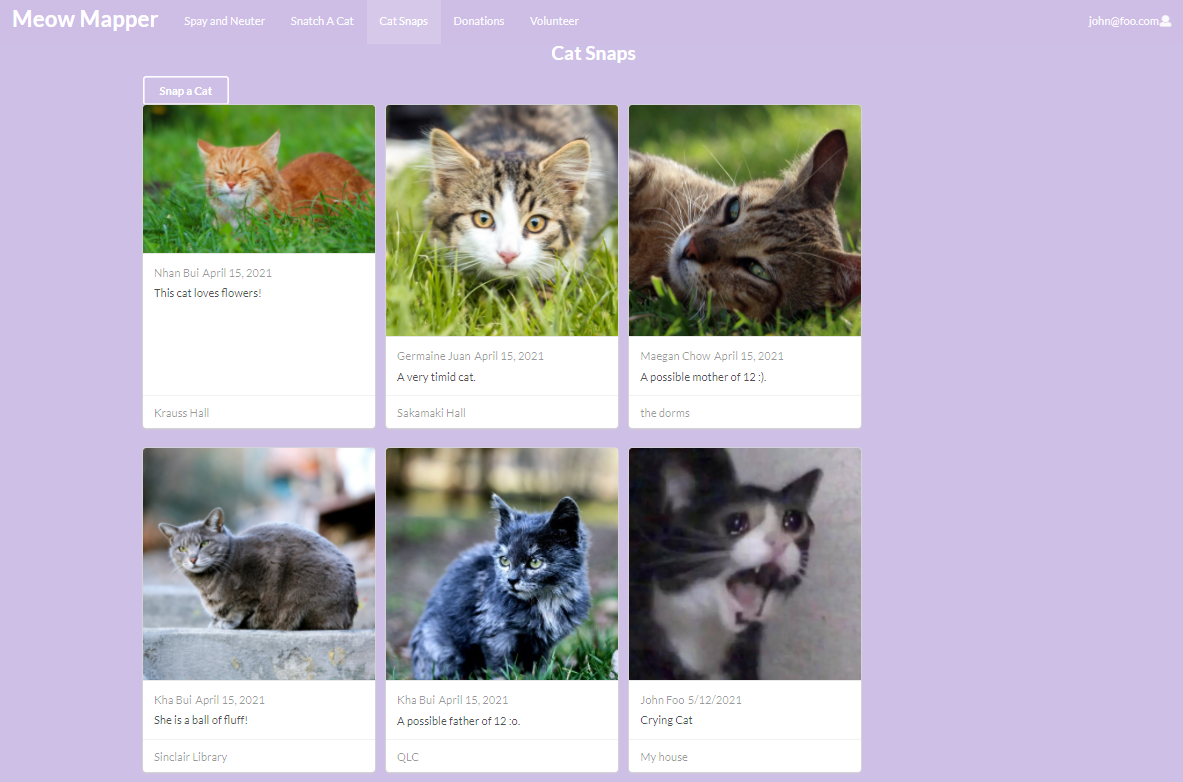 Meow Mapper Spay and Neuter Snatch A Cat Cat Snaps Donations Volunteer john@foo.com
Cat Snaps
Snap a Cat
Nhan Bui April 15, 2021
This cat loves flowers!
Krauss Hall
Germaine Juan April 15, 2021
A very timid cat.
Sakamaki Hall
Maegan Chow April 15, 2021
A possible mother of 12 :).
the dorms
Kha Bui April 15, 2021
She is a ball of fluff!
Sinclair Library
Kha Bui April 15, 2021
A possible father of 12 :o.
QLC
John Foo 5/12/2021
Crying Cat
My house